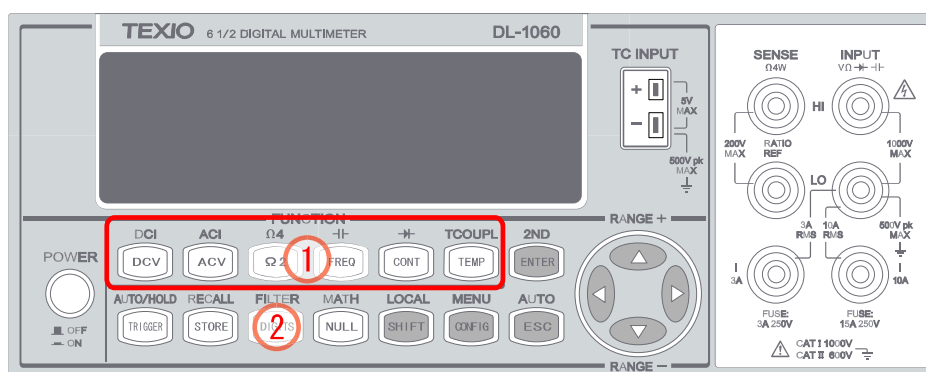 TEXIO 6 1/2 DIGITAL MULTIMETER DL-1060
TC INPUT
+
−
5V
MAX
500V pk
MAX
SENSE
Ω4W
INPUT
VΩ
HI
200V
MAX
RATIO
REF
1000V
MAX
LO
3A
RMS
10A
RMS
500V pk
MAX
I
3A
I
10A
FUSE:
3A 250V
FUSE:
15A 250V
CAT I 1000V
CAT II 600V
FUNCTION
DCI ACI Ω4 TCOUPL 2ND
DCV ACV Ω2 1 FREQ CONT TEMP ENTER
POWER
OFF
ON
AUTO/HOLD RECALL FILTER MATH LOCAL MENU AUTO
TRIGGER STORE DIGITS 2 NULL SHIFT CONFIG ESC
RANGE +
RANGE −